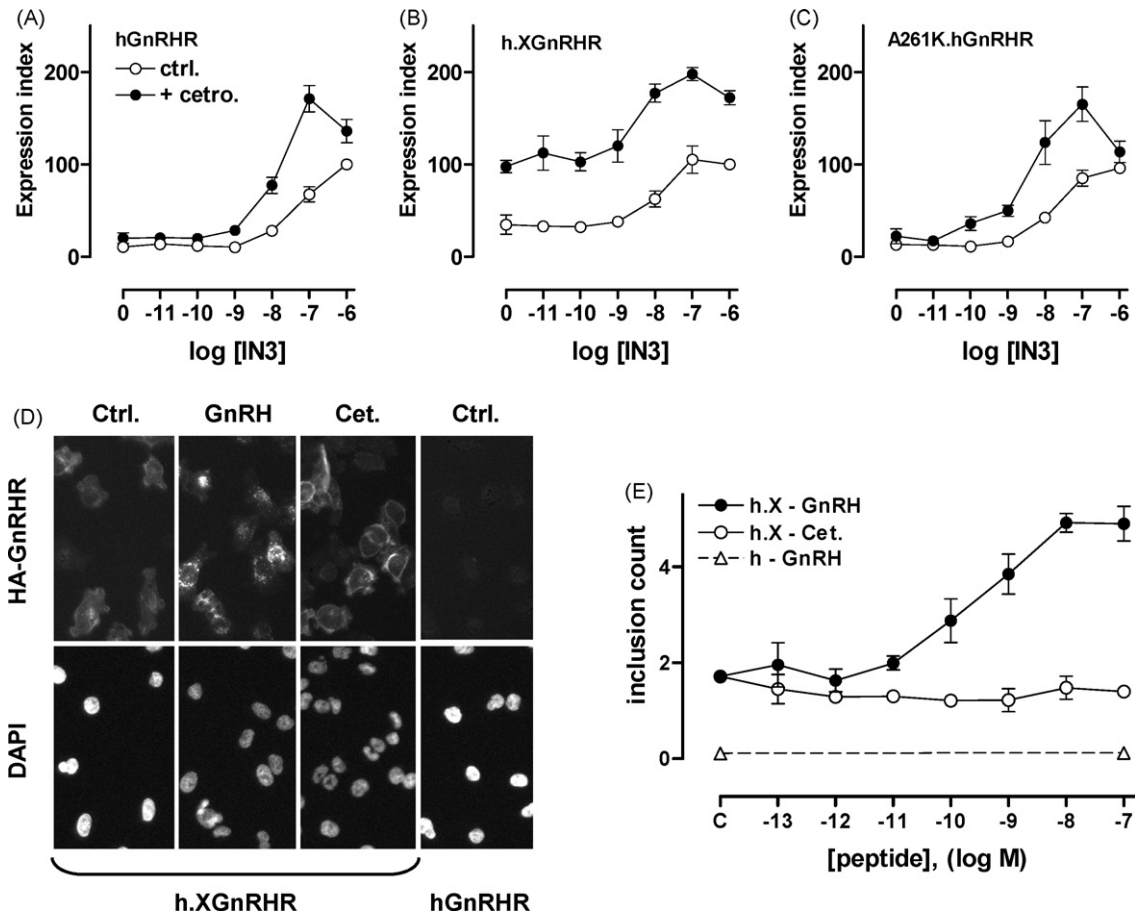 (A)
hGnRHR
ctrl.
+ cetro.
Expression index
200
100
0
0 -11 -10 -9 -8 -7 -6
log [IN3]
(B)
h.XGnRHR
Expression index
200
100
0
0 -11 -10 -9 -8 -7 -6
log [IN3]
(C)
A261K.hGnRHR
Expression index
200
100
0
0 -11 -10 -9 -8 -7 -6
log [IN3]
(D)
Ctrl. GnRH Cet. Ctrl.
HA-GnRHR
DAPI
h.XGnRHR hGnRHR
(E)
h.X - GnRH
h.X - Cet.
h - GnRH
inclusion count
4
2
0
C -13 -12 -11 -10 -9 -8 -7
[peptide], (log M)